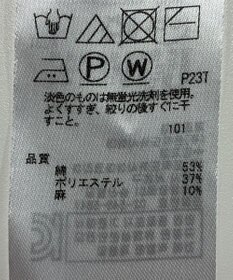 P W
P23T
淡色のものは無蛍光洗剤を使用。
よくすすぎ、絞りの後すぐに干
すこと。
101
品質
綿 53%
ポリエステル 37%
麻 10%